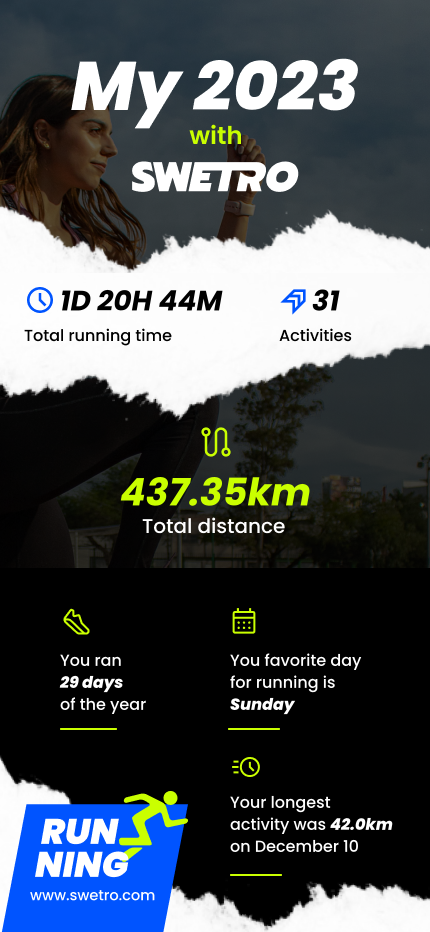 My 2023
with
SWETRO
1D 20H 44M
Total running time
31
Activities
437.35km
Total distance
You ran
29 days
of the year
You favorite day
for running is
Sunday
Your longest
activity was 42.0km
on December 10
RUN
NING
www.swetro.com